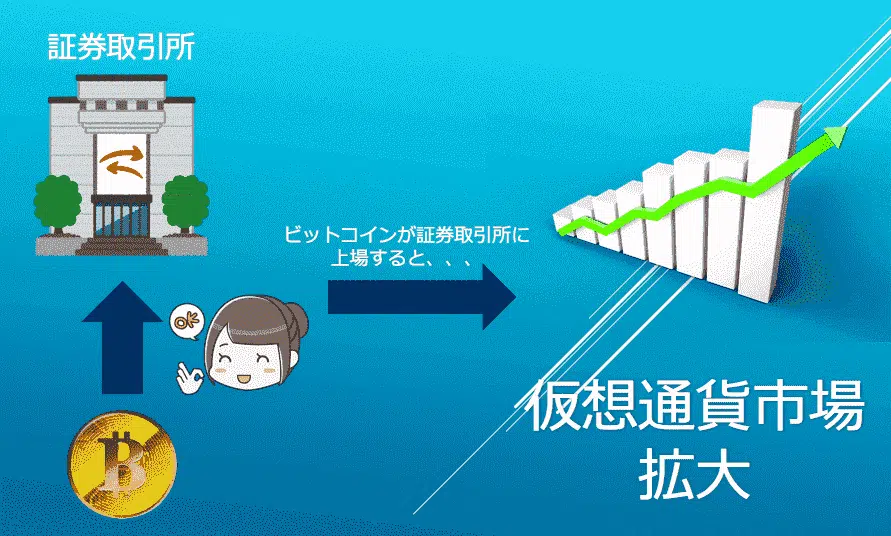 証券取引所
ビットコインが証券取引所に
上場すると、、、
OK
仮想通貨市場
拡大